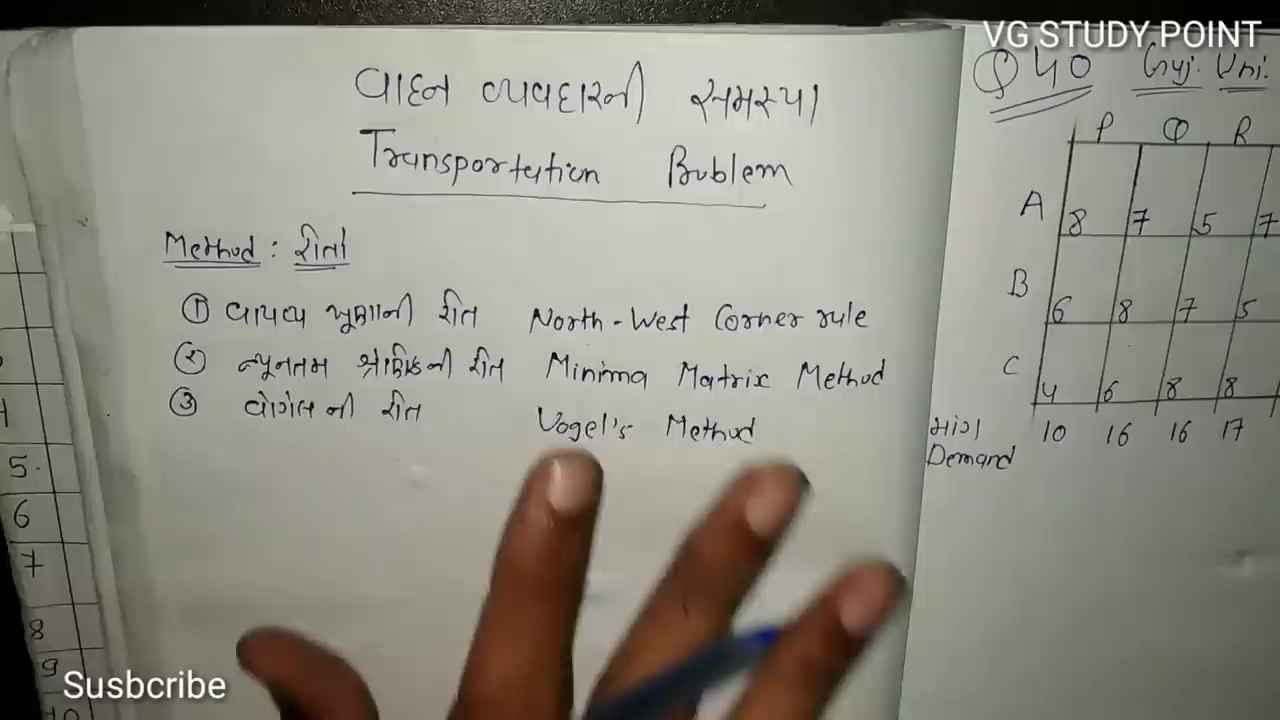 VG STUDY POINT
વાહન વ્યવહારની સમસ્યા
Transportation Problem
Method : રીતો
① વાયવ્ય ખૂણાની રીત North-West Corner rule
② ન્યૂનતમ શ્રેણિકની રીત Minima Matrix Method
③ વોગેલ ની રીત Vogel's Method
Q 40 Guj. Uni.
P Q R
A 8 7 5 7
B 6 8 7 5
C 4 6 8 8
માંગ 10 16 16 17
Demand
4
5.
6
7
8
9
10
Susbcribe